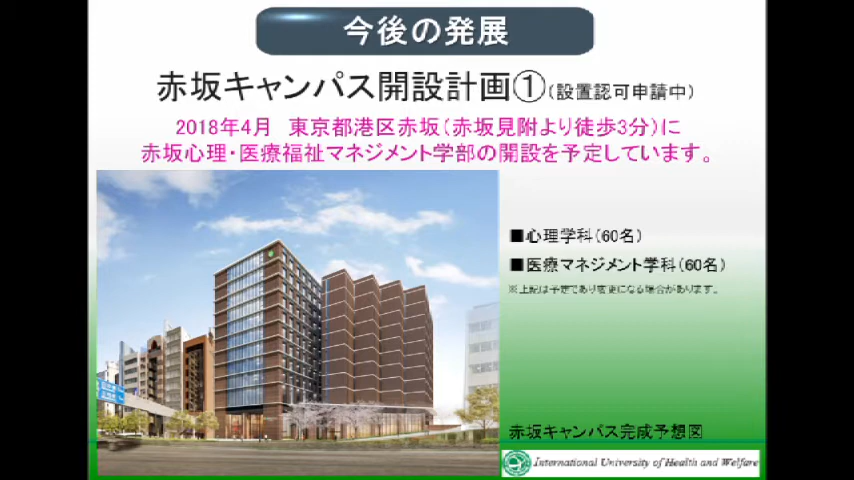 今後の発展
赤坂キャンパス開設計画①(設置認可申請中)
2018年4月 東京都港区赤坂(赤坂見附より徒歩3分)に
赤坂心理・医療福祉マネジメント学部の開設を予定しています。
■心理学科(60名)
■医療マネジメント学科(60名)
※上記は予定であり変更になる場合があります。
赤坂キャンパス完成予想図
International University of Health and Welfare